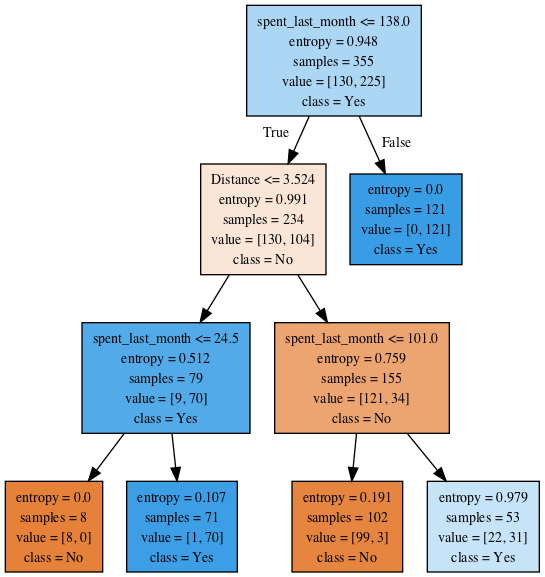 spent_last_month <= 138.0
entropy = 0.948
samples = 355
value = [130, 225]
class = Yes
True
False
Distance <= 3.524
entropy = 0.991
samples = 234
value = [130, 104]
class = No
entropy = 0.0
samples = 121
value = [0, 121]
class = Yes
spent_last_month <= 24.5
entropy = 0.512
samples = 79
value = [9, 70]
class = Yes
spent_last_month <= 101.0
entropy = 0.759
samples = 155
value = [121, 34]
class = No
entropy = 0.0
samples = 8
value = [8, 0]
class = No
entropy = 0.107
samples = 71
value = [1, 70]
class = Yes
entropy = 0.191
samples = 102
value = [99, 3]
class = No
entropy = 0.979
samples = 53
value = [22, 31]
class = Yes